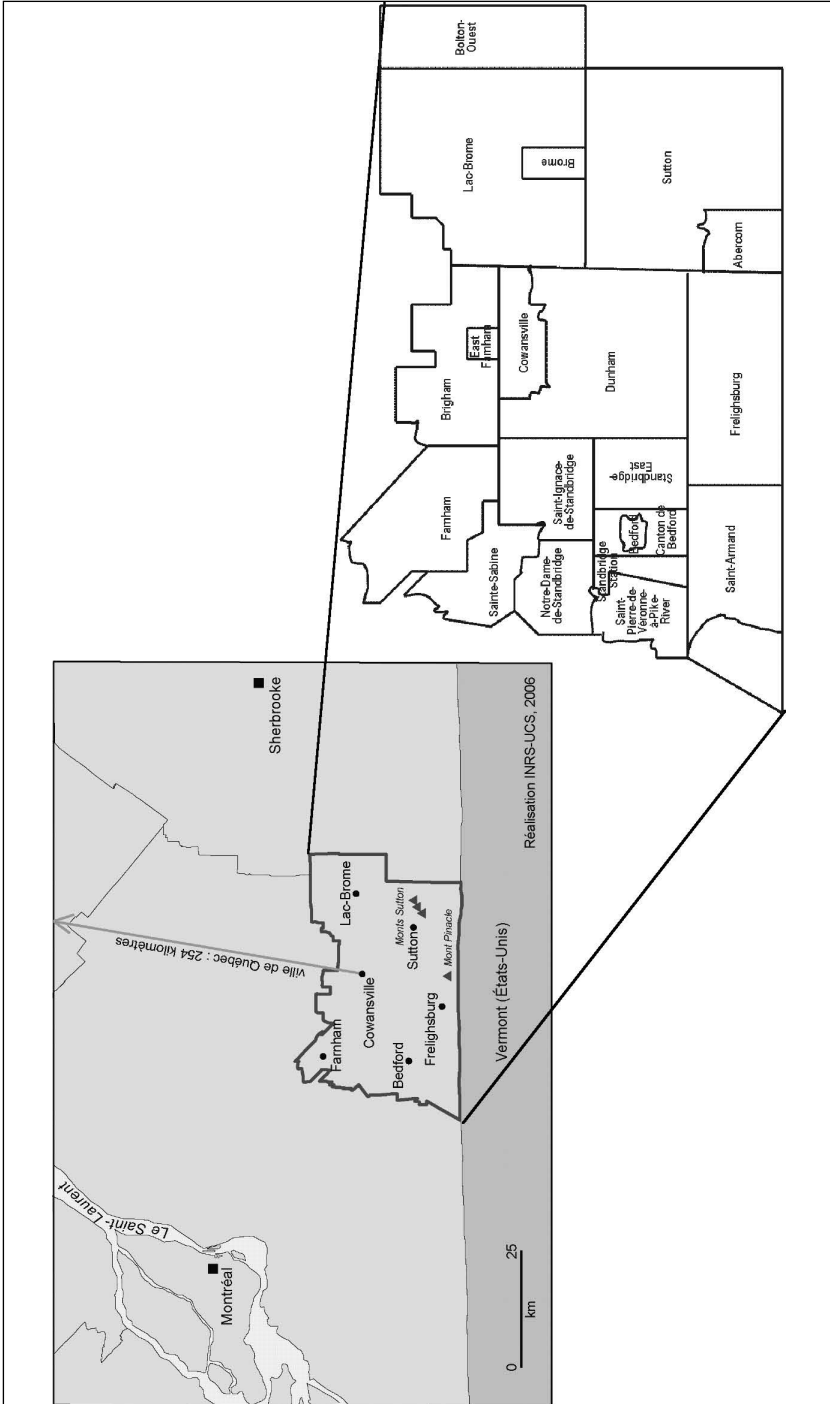 Sherbrooke
ville de Québec : 254 kilomètres
Le Saint-Laurent
Montréal
Lac-Brome
Farnham
Cowansville
Monts Sutton
Sutton
Bedford
Mont Pinacle
Frelighsburg
Vermont (États-Unis)
Réalisation INRS-UCS, 2006
0
25
km
Bolton-
Ouest
Lac-Brome
Brome
Sutton
Abercorn
Brigham
East
Farnham
Cowansville
Dunham
Frelighsburg
Farnham
Sainte-Sabine
Saint-Ignace-
de-Standbridge
Notre-Dame-
de-Standbridge
Standbridge-
East
Bedford
Canton de
Bedford
Standbridge
Station
Saint-
Pierre-de-
Véronne-
à-Pike-
River
Saint-Armand